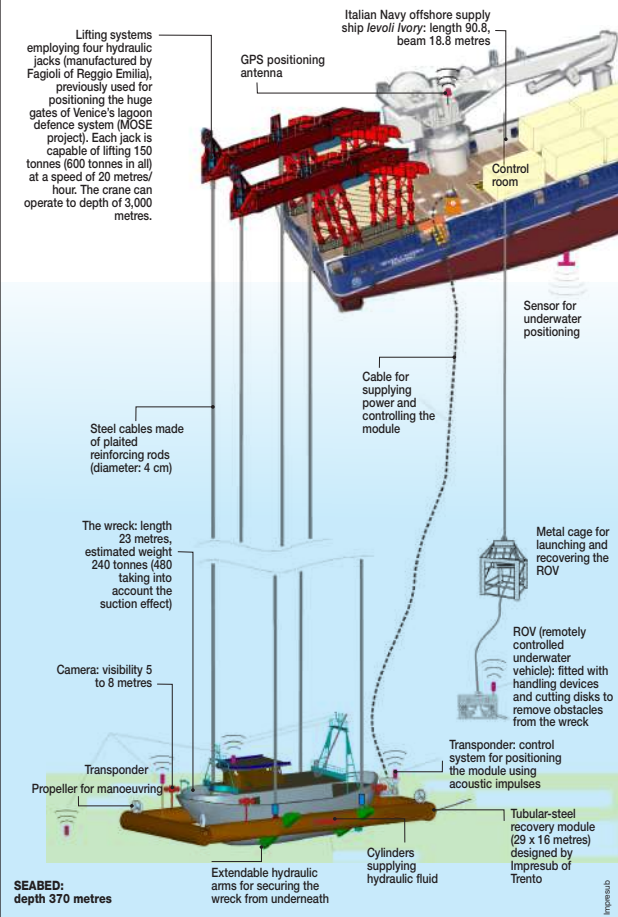 Lifting systems
employing four hydraulic
jacks (manufactured by
Fagioli of Reggio Emilia),
previously used for
positioning the huge
gates of Venice's lagoon
defence system (MOSE
project). Each jack is
capable of lifting 150
tonnes (600 tonnes in all)
at a speed of 20 metres/
hour. The crane can
operate to depth of 3,000
metres.
GPS positioning
antenna
Italian Navy offshore supply
ship Ievoli Ivory: length 90.8,
beam 18.8 metres
Control
room
Sensor for
underwater
positioning
Cable for
supplying
power and
controlling the
module
Steel cables made
of plaited
reinforcing rods
(diameter: 4 cm)
The wreck: length
23 metres,
estimated weight
240 tonnes (480
taking into
account the
suction effect)
Metal cage for
launching and
recovering the
ROV
ROV (remotely
controlled
underwater
vehicle): fitted with
handling devices
and cutting disks to
remove obstacles
from the wreck
Camera: visibility 5
to 8 metres
Transponder
Propeller for manoeuvring
Transponder: control
system for positioning
the module using
acoustic impulses
Tubular-steel
recovery module
(29 x 16 metres)
designed by
Impresub of
Trento
Cylinders
supplying
hydraulic fluid
Extendable hydraulic
arms for securing the
wreck from underneath
SEABED:
depth 370 metres
Impresub